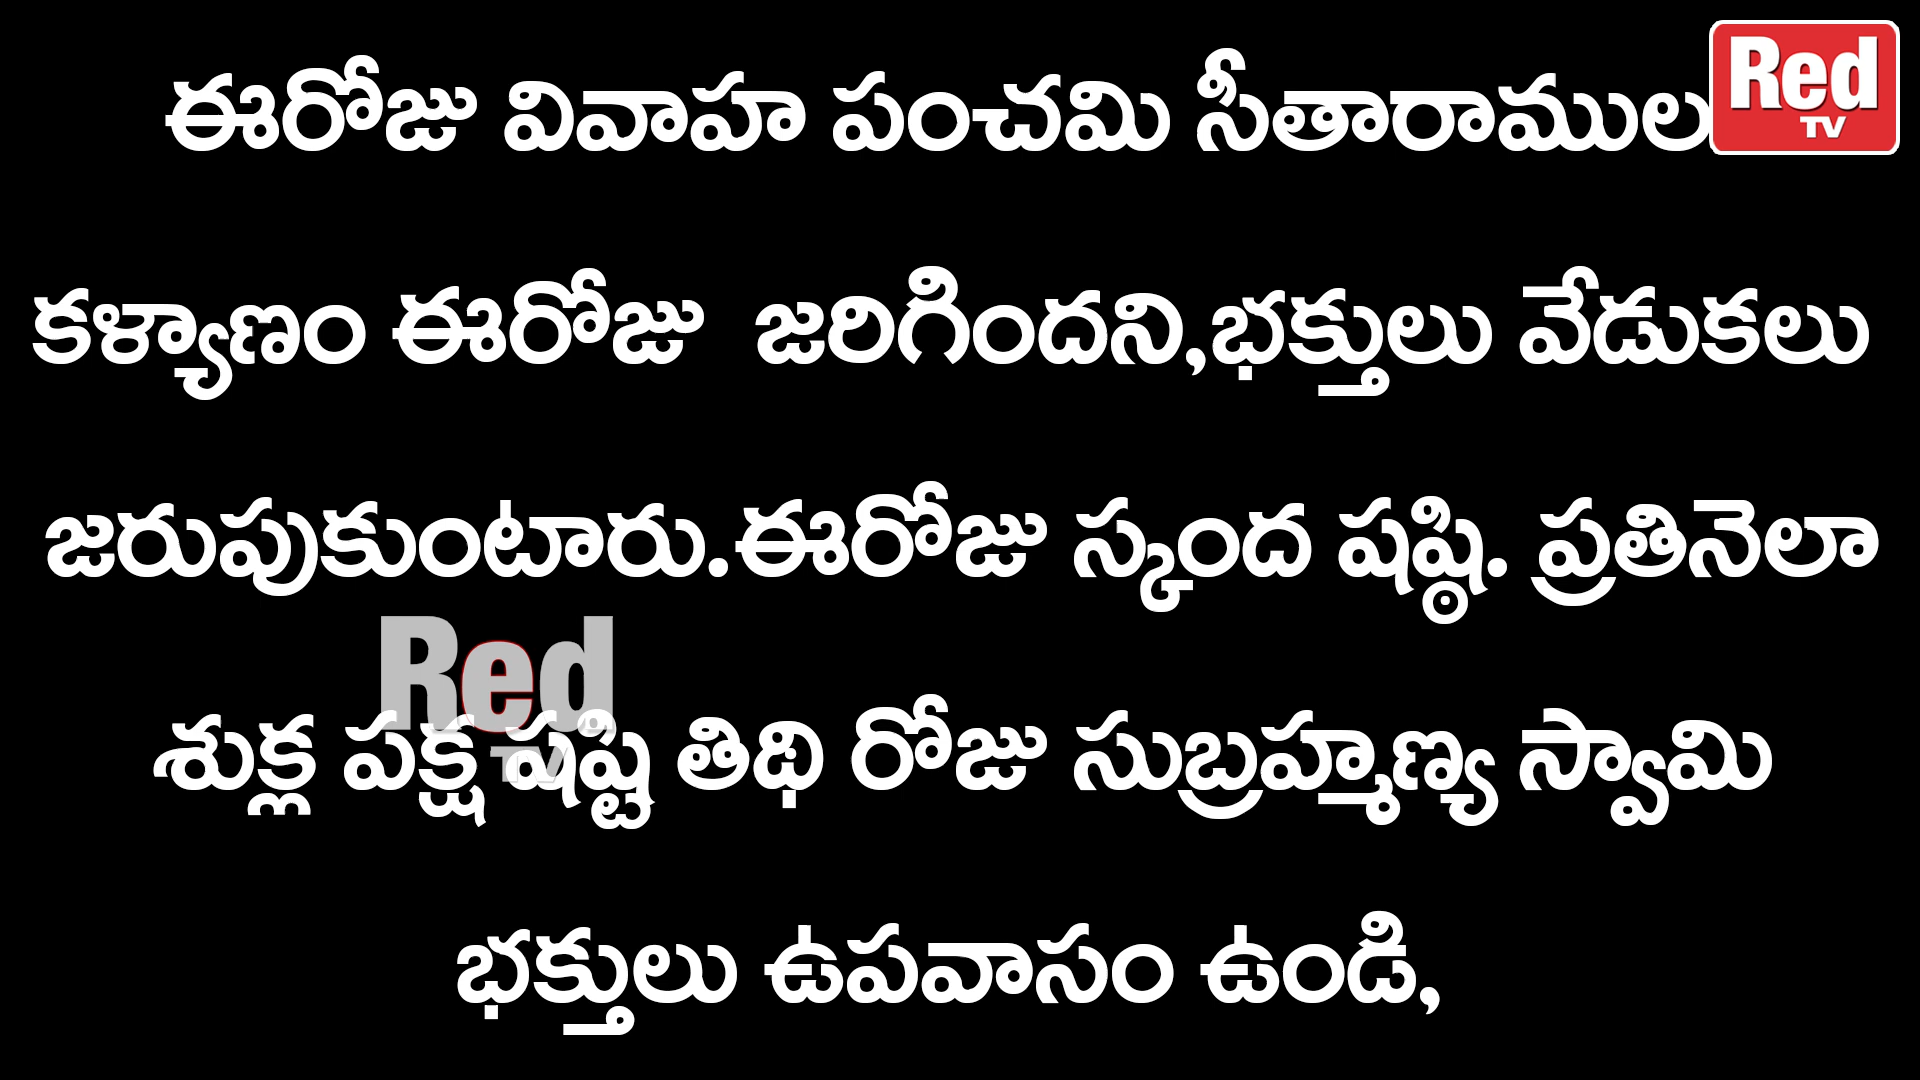 ఈరోజు వివాహ పంచమి సీతారాముల
Red
TV
కళ్యాణం ఈరోజు  జరిగిందని,భక్తులు వేడుకలు
జరుపుకుంటారు.ఈరోజు స్కంద షష్ఠి. ప్రతినెలా
Red
TV
శుక్ల పక్ష షష్టి తిథి రోజు సుబ్రహ్మణ్య స్వామి
భక్తులు ఉపవాసం ఉండి,